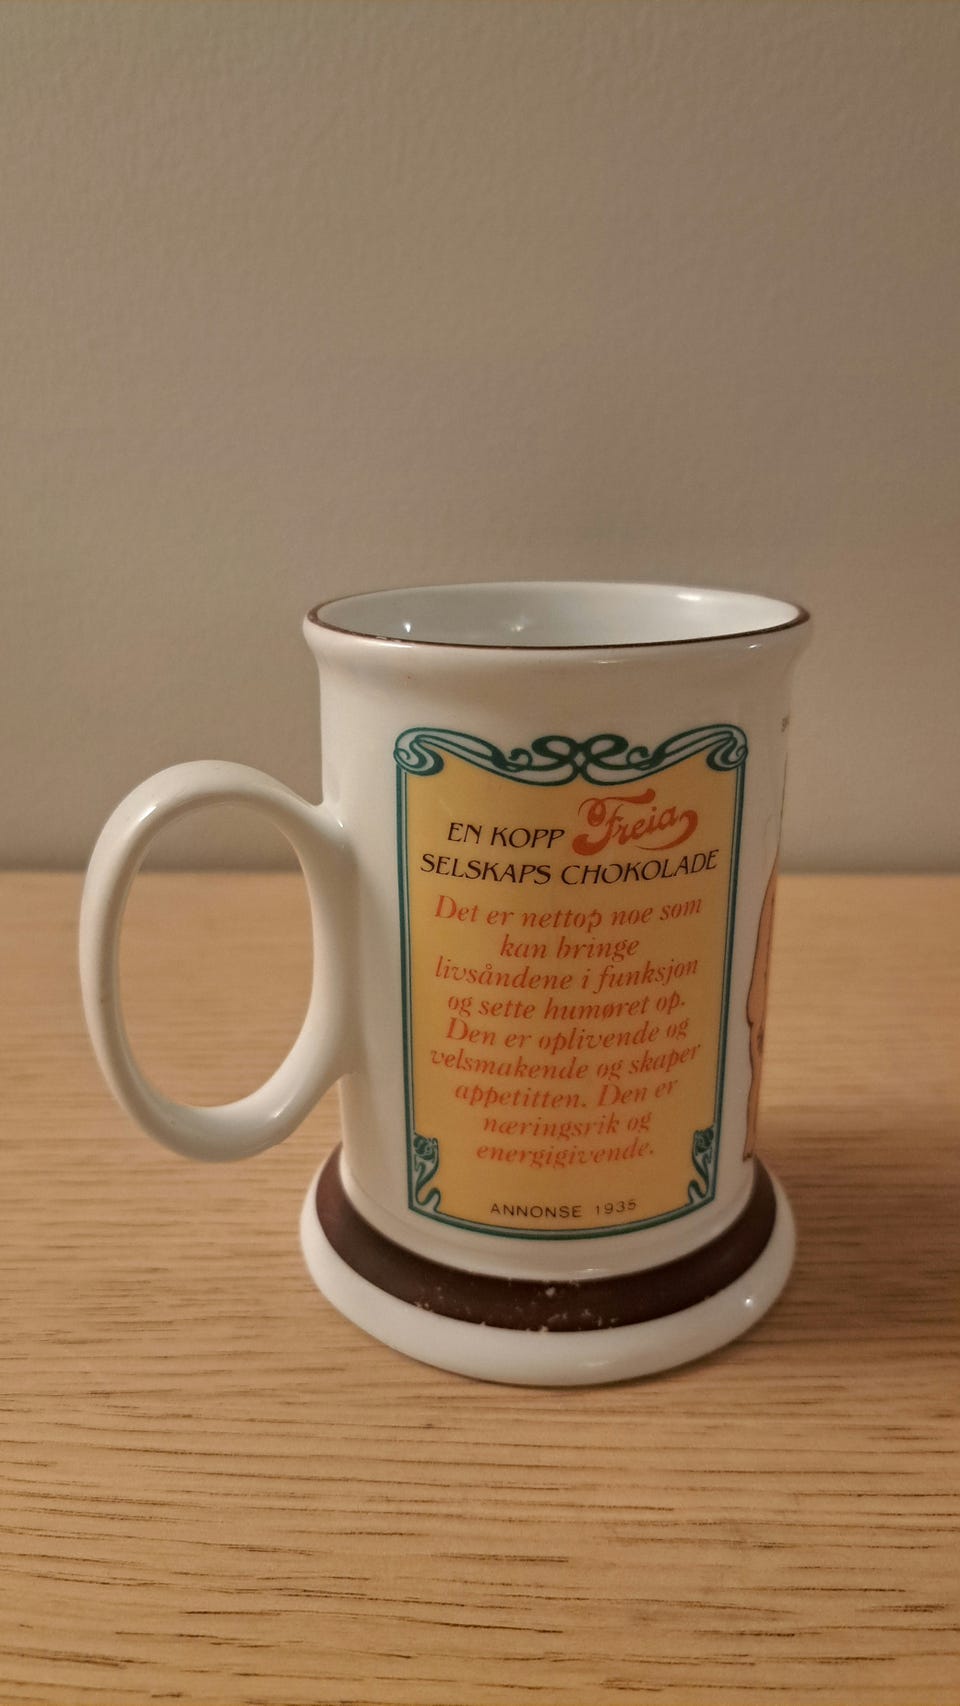 EN KOPP Freia
SELSKAPS CHOKOLADE
Det er nettop noe som
kan bringe
livsåndene i funksjon
og sette humøret op.
Den er oplivende og
velsmakende og skaper
appetitten. Den er
næringsrik og
energigivende.
ANNONSE 1935